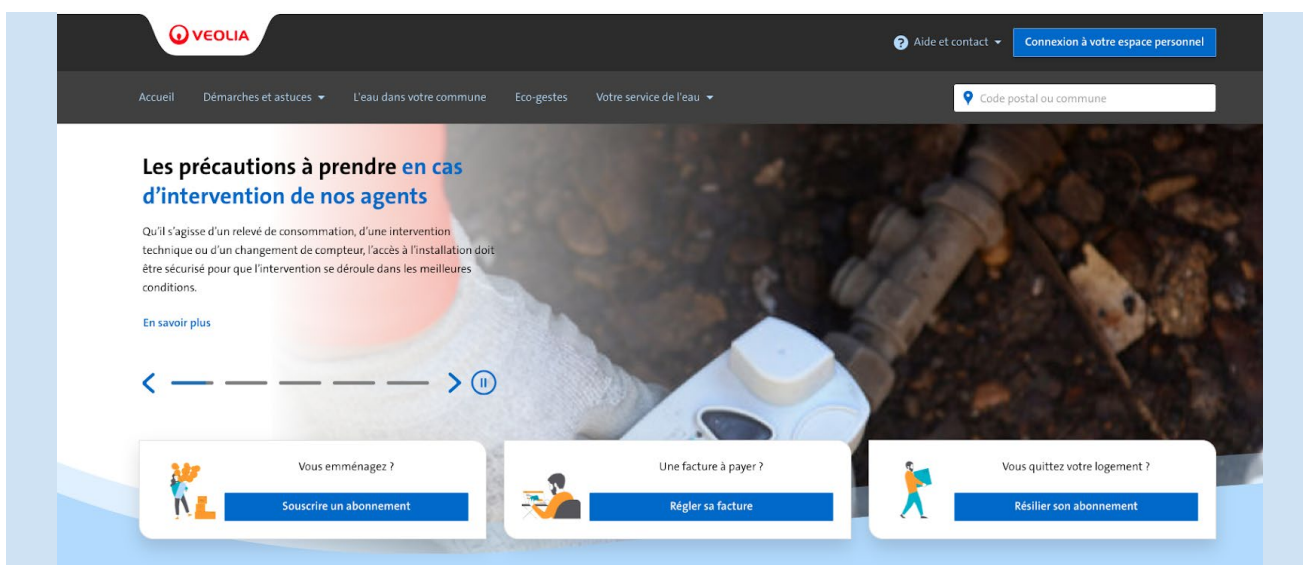 VEOLIA
Aide et contact
Connexion à votre espace personnel
Accueil
Démarches et astuces
L'eau dans votre commune
Eco-gestes
Votre service de l'eau
Code postal ou commune
Les précautions à prendre en cas
d'intervention de nos agents
Qu'il s'agisse d'un relevé de consommation, d'une intervention
technique ou d'un changement de compteur, l'accès à l'installation doit
être sécurisé pour que l'intervention se déroule dans les meilleures
conditions.
En savoir plus
Vous emménagez ?
Souscrire un abonnement
Une facture à payer ?
Régler sa facture
Vous quittez votre logement ?
Résilier son abonnement